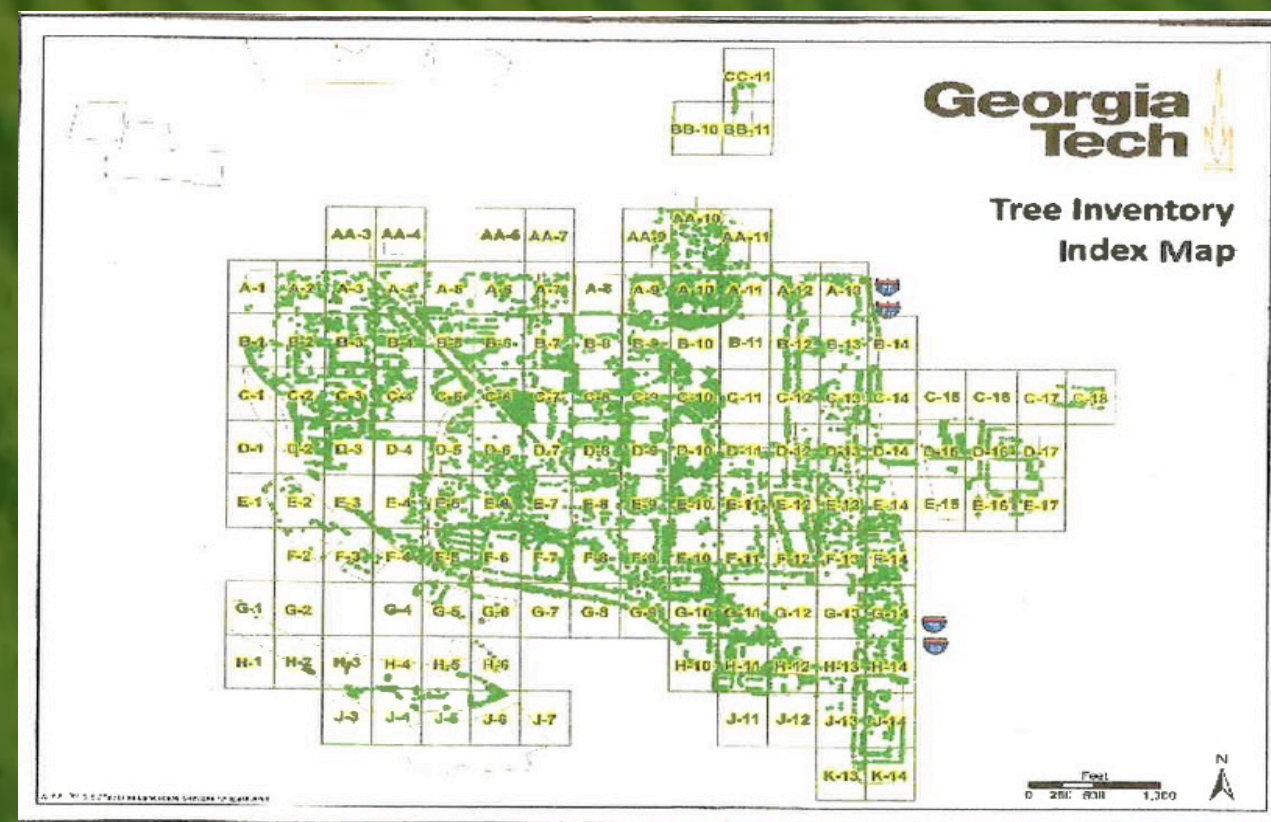 CC-11
Georgia
Tech
BB-10 BB-11
Tree Inventory
Index Map
AA-3 AA-4 AA-6 AA-7 AA-9 AA-10 AA-11
A-1 A-2 A-3 A-4 A-5 A-6 A-7 A-8 A-9 A-10 A-11 A-12 A-13
B-1 B-2 B-3 B-4 B-5 B-6 B-7 B-8 B-9 B-10 B-11 B-12 B-13 B-14
C-1 C-2 C-3 C-4 C-5 C-6 C-7 C-8 C-9 C-10 C-11 C-12 C-13 C-14 C-15 C-16 C-17 C-18
D-1 D-2 D-3 D-4 D-5 D-6 D-7 D-8 D-9 D-10 D-11 D-12 D-13 D-14 D-15 D-16 D-17
E-1 E-2 E-3 E-4 E-5 E-6 E-7 E-8 E-9 E-10 E-11 E-12 E-13 E-14 E-15 E-16 E-17
F-2 F-3 F-4 F-5 F-6 F-7 F-8 F-9 F-10 F-11 F-12 F-13 F-14
G-1 G-2 G-4 G-5 G-6 G-7 G-8 G-9 G-10 G-11 G-12 G-13 G-14
H-1 H-2 H-3 H-4 H-5 H-6 H-10 H-11 H-12 H-13 H-14
J-3 J-4 J-5 J-6 J-7 J-11 J-12 J-13 J-14
K-13 K-14
N
Feet
0 250 500 1,000